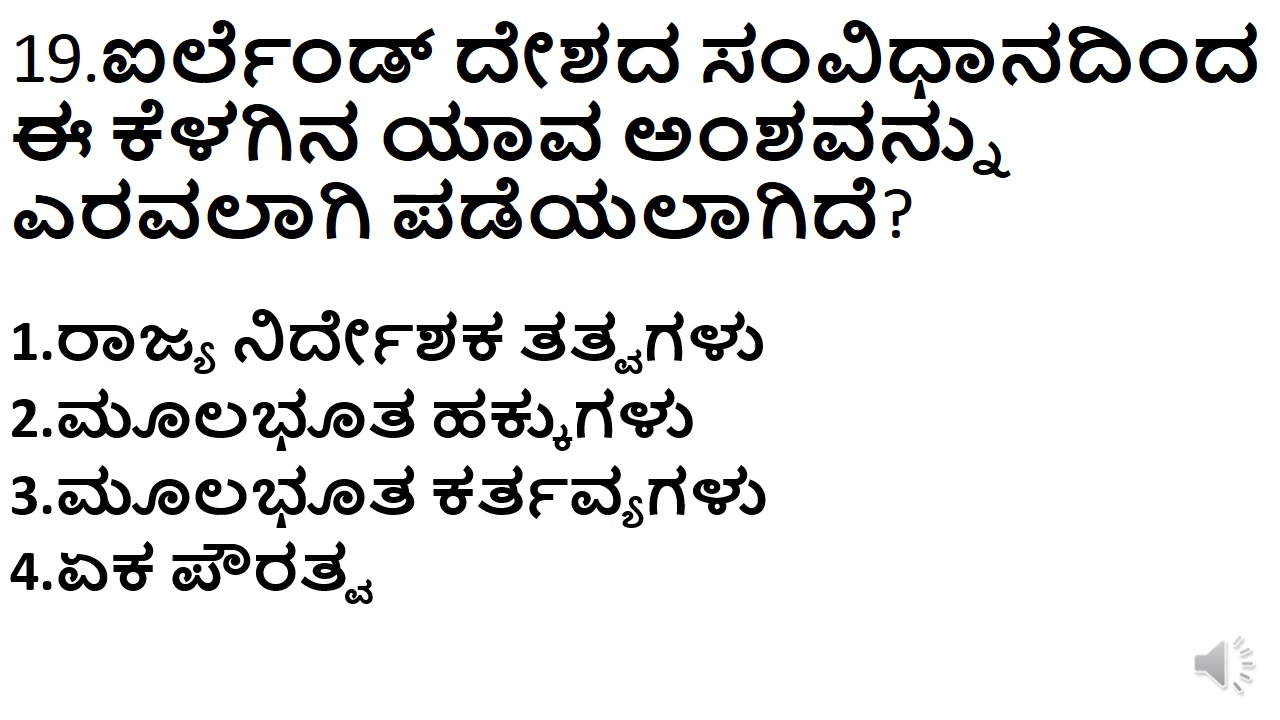 19.ಐರ್ಲೆಂಡ್ ದೇಶದ ಸಂವಿಧಾನದಿಂದ
ಈ ಕೆಳಗಿನ ಯಾವ ಅಂಶವನ್ನು
ಎರವಲಾಗಿ ಪಡೆಯಲಾಗಿದೆ?
1.ರಾಜ್ಯ ನಿರ್ದೇಶಕ ತತ್ವಗಳು
2.ಮೂಲಭೂತ ಹಕ್ಕುಗಳು
3.ಮೂಲಭೂತ ಕರ್ತವ್ಯಗಳು
4.ಏಕ ಪೌರತ್ವ